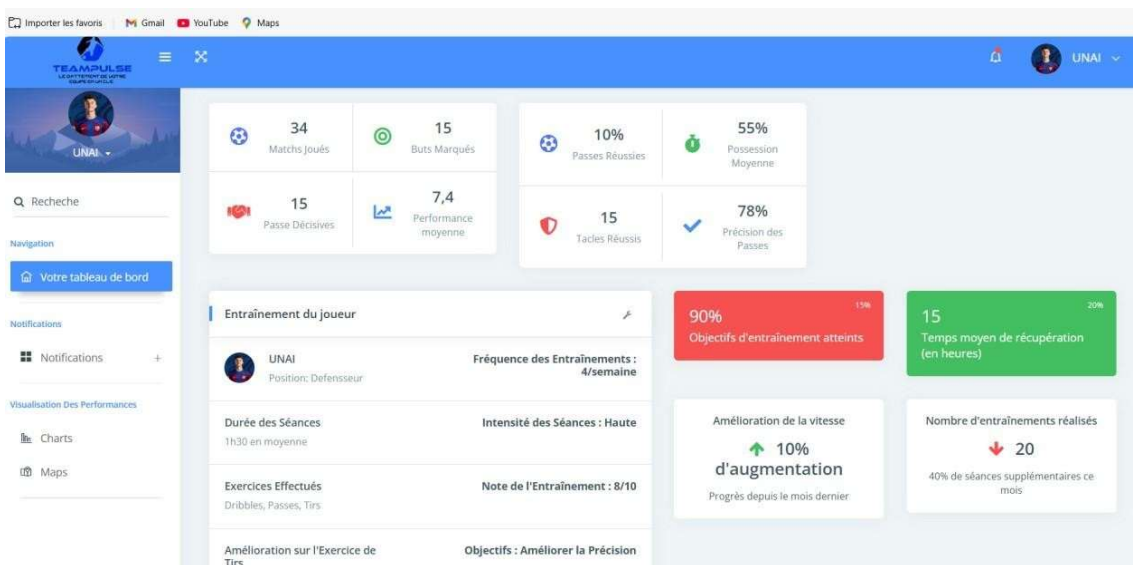 Importer les favoris Gmail YouTube Maps
TEAMPULSE
UNAI
UNAI
Recheche
Navigation
Votre tableau de bord
Notifications
Notifications +
Visualisation Des Performances
Charts
Maps
34
Matchs Joués
15
Buts Marqués
15
Passe Décisives
7,4
Performance
moyenne
10%
Passes Réussies
55%
Possession
Moyenne
15
Tacles Réussis
78%
Précision des
Passes
Entraînement du joueur
UNAI
Position: Defensseur
Fréquence des Entraînements :
4/semaine
Durée des Séances
1h30 en moyenne
Intensité des Séances : Haute
Exercices Effectués
Dribbles, Passes, Tirs
Note de l'Entraînement : 8/10
Amélioration sur l'Exercice de
Tirs
Objectifs : Améliorer la Précision
15%
90%
Objectifs d'entraînement atteints
20%
15
Temps moyen de récupération
(en heures)
Amélioration de la vitesse
10%
d'augmentation
Progrès depuis le mois dernier
Nombre d'entraînements réalisés
20
40% de séances supplémentaires ce
mois